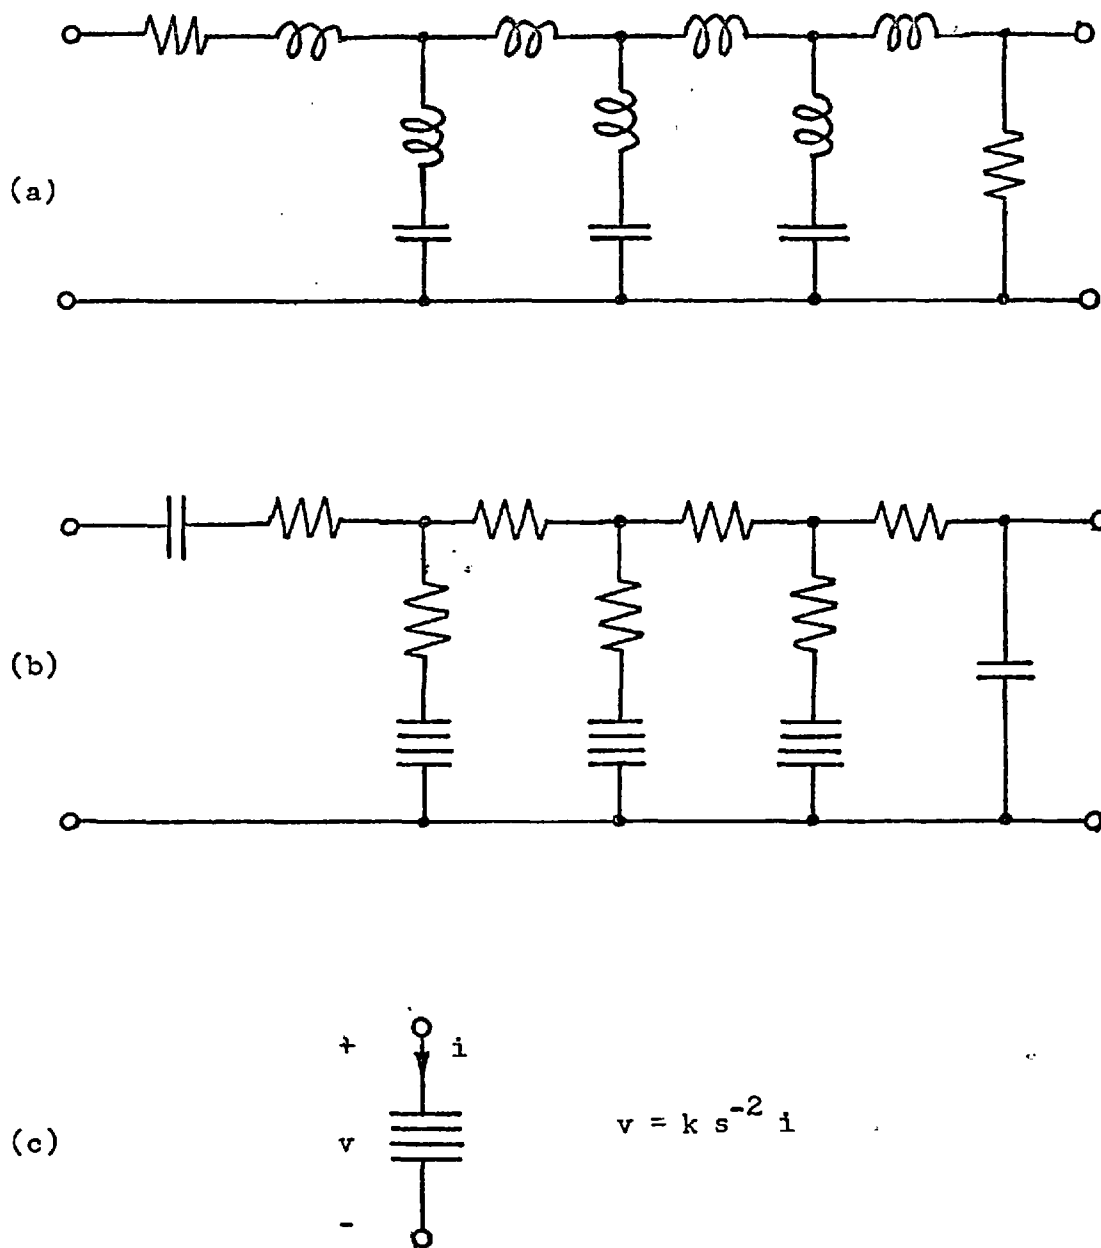 (a)
(b)
+ i
(c) v v = k s⁻² i
-